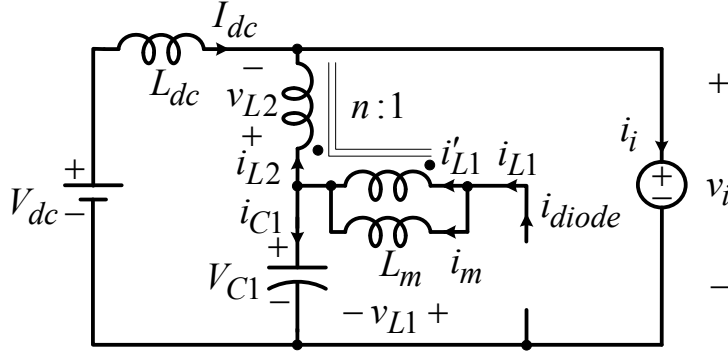 I_dc
L_dc
−
v_L2
+
n:1
i_L2
i'_L1
i_L1
i_i
+
v_i
−
+
−
+
V_dc
−
i_C1
+
V_C1
−
L_m
i_m
i_diode
− v_L1 +